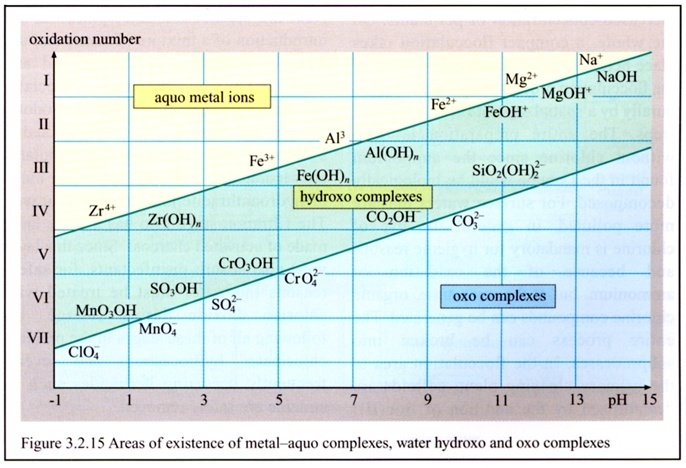 oxidation number
I
II
III
IV
V
VI
VII
aquo metal ions
Na⁺
NaOH
Mg²⁺
MgOH⁺
Fe²⁺
FeOH⁺
Al³
Al(OH)ₙ
Fe³⁺
Fe(OH)ₙ
SiO₂(OH)₂²⁻
hydroxo complexes
Zr⁴⁺
Zr(OH)ₙ
CO₂OH⁻
CO₃²⁻
CrO₃OH⁻
CrO₄²⁻
SO₃OH⁻
SO₄²⁻
oxo complexes
MnO₃OH
MnO₄⁻
ClO₄⁻
-1 1 3 5 7 9 11 13 pH 15
Figure 3.2.15 Areas of existence of metal–aquo complexes, water hydroxo and oxo complexes